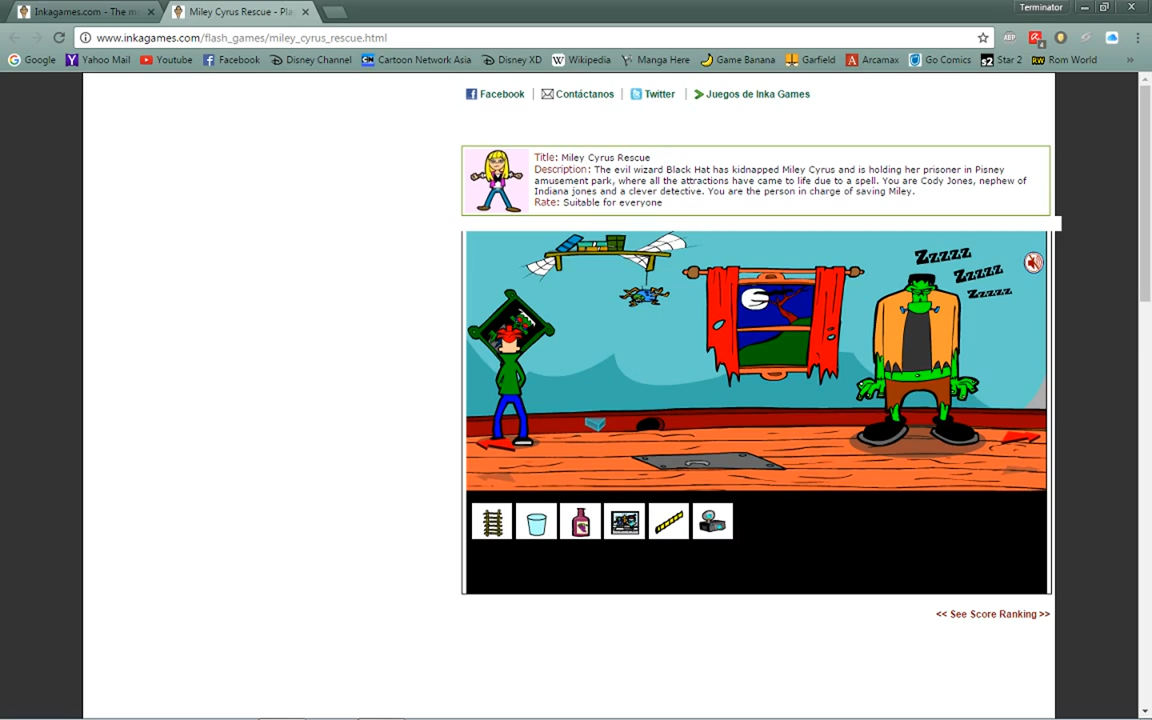 Inkagames.com - The m
Miley Cyrus Rescue - Pla
Terminator
www.inkagames.com/flash_games/miley_cyrus_rescue.html
ABP
4
Google Yahoo Mail Youtube Facebook Disney Channel CN Cartoon Network Asia Disney XD W Wikipedia Manga Here Game Banana Garfield A Arcamax Go Comics s2 Star 2 RW Rom World »
Facebook | Contáctanos | Twitter | Juegos de Inka Games
Title: Miley Cyrus Rescue
Description: The evil wizard Black Hat has kidnapped Miley Cyrus and is holding her prisoner in Pisney
amusement park, where all the attractions have came to life due to a spell. You are Cody Jones, nephew of
Indiana jones and a clever detective. You are the person in charge of saving Miley.
Rate: Suitable for everyone
Zzzzz
Zzzzz
Zzzzz
<< See Score Ranking >>